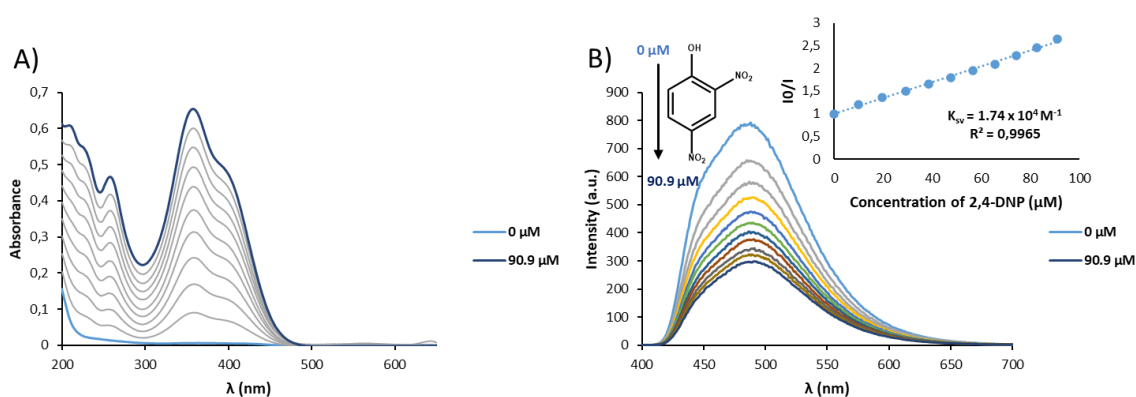 A)
0,7
0,6
0,5
0,4
0,3
0,2
0,1
0
200
300
400
500
600
Absorbance
λ (nm)
0 µM
90.9 µM
B)
0 µM
90.9 µM
OH
NO₂
NO₂
900
800
700
600
500
400
300
200
100
0
400
450
500
550
600
650
700
Intensity (a.u.)
λ (nm)
3
2,5
2
1,5
1
0,5
0
0
20
40
60
80
100
I0/I
Kₛᵥ = 1.74 x 10⁴ M⁻¹
R² = 0,9965
Concentration of 2,4-DNP (µM)
0 µM
90.9 µM